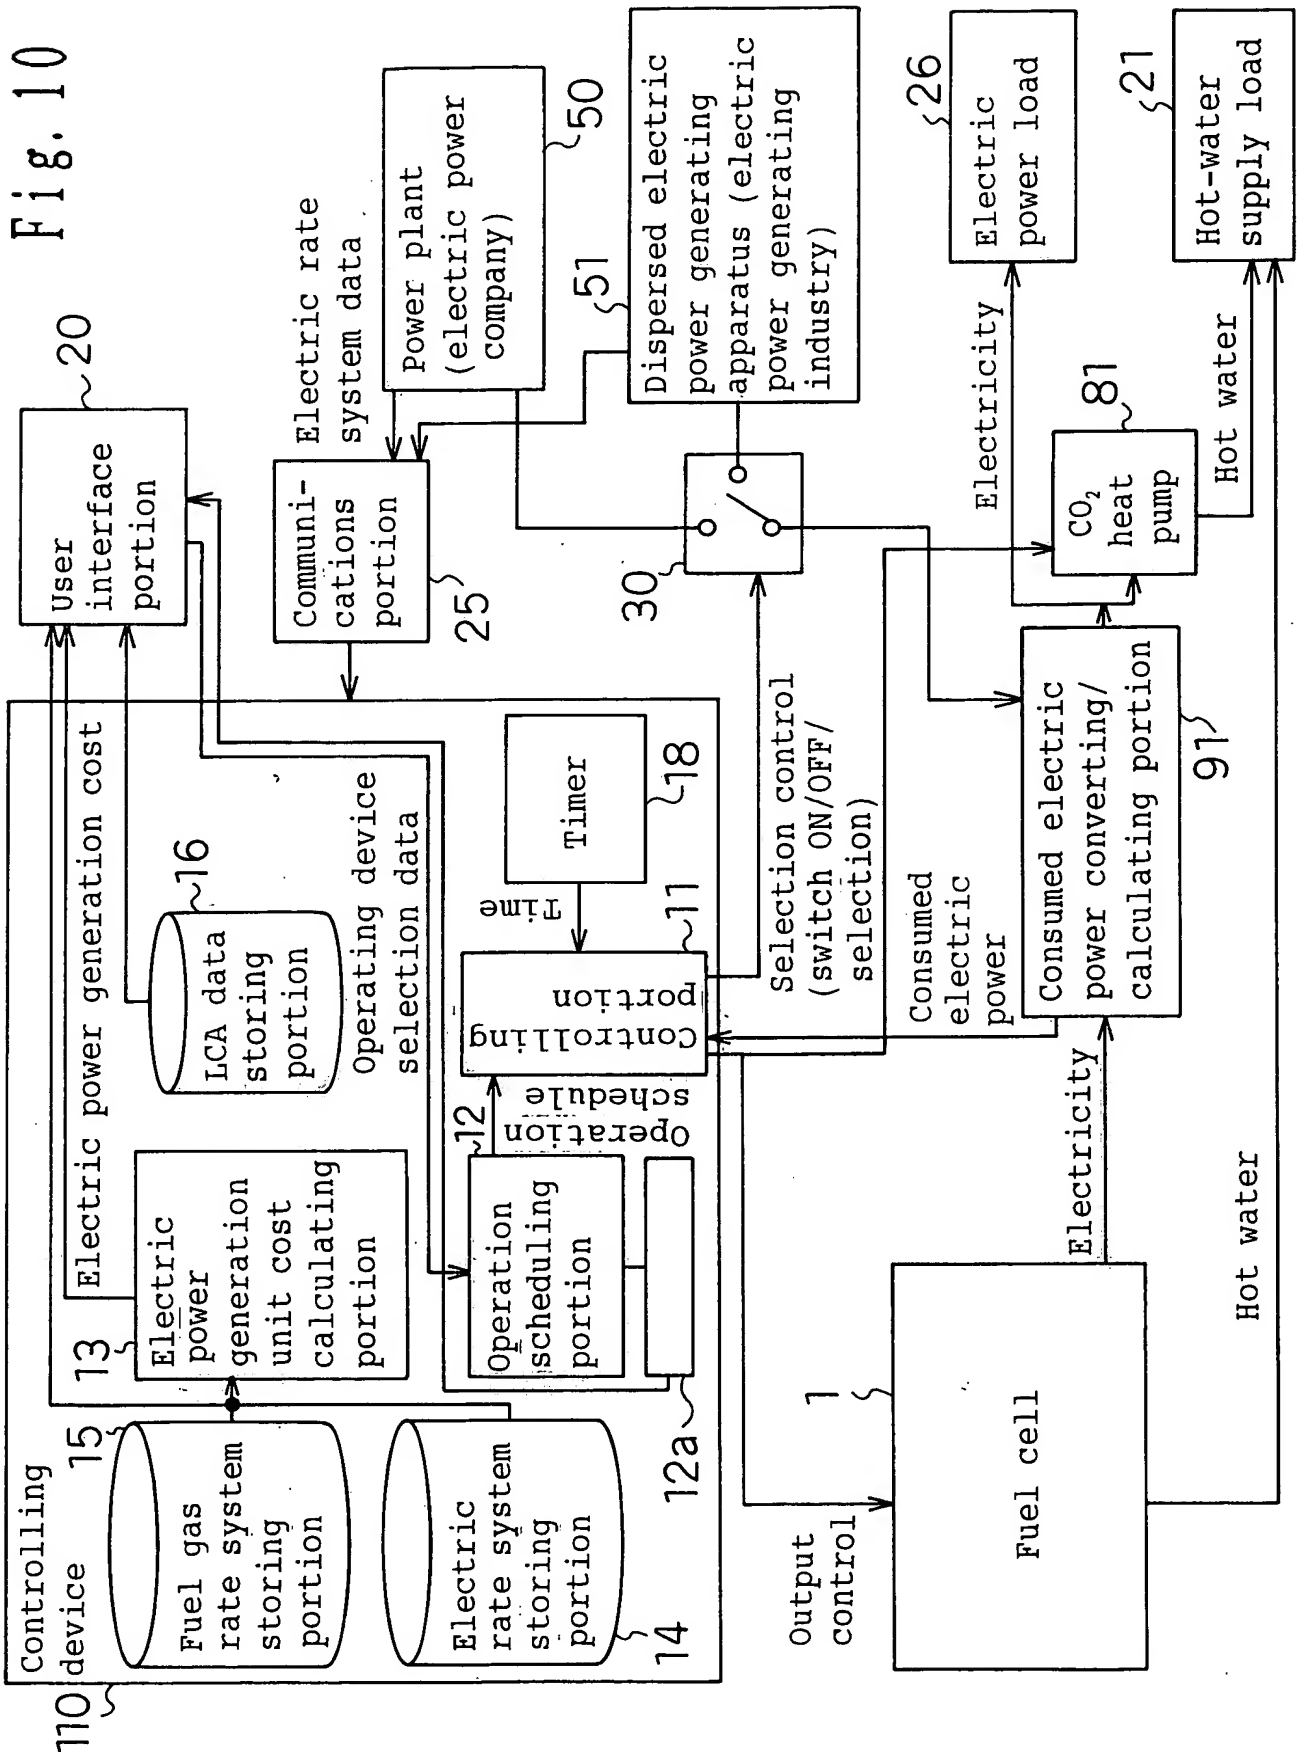 Fig. 10
Controlling
device
110
15
Fuel gas
rate system
storing
portion
Electric
rate system
storing
portion
14
13
Electric
power
generation
unit cost
calculating
portion
Electric power generation cost
16
LCA data
storing
portion
Operating device
selection data
12
Operation
scheduling
portion
12a
Operation
schedule
Controlling
portion
11
Time
Timer
18
User
interface
portion
20
Communi-
cations
portion
25
Electric rate
system data
Power plant
(electric power
company)
50
51
Dispersed electric
power generating
apparatus (electric
power generating
industry)
30
Selection control
(switch ON/OFF/
selection)
Consumed
electric
power
Output
control
1
Fuel cell
Electricity
Hot water
Consumed electric
power converting/
calculating portion
91
Electricity
CO2
heat
pump
81
Hot water
26
Electric
power load
21
Hot-water
supply load